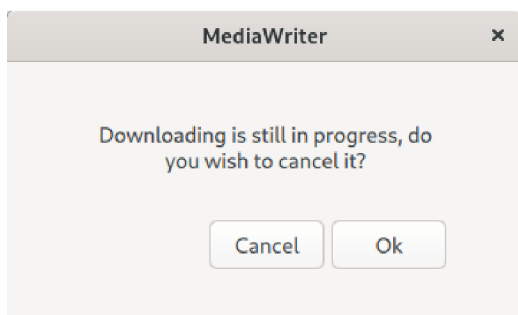 MediaWriter
Downloading is still in progress, do
you wish to cancel it?
Cancel Ok